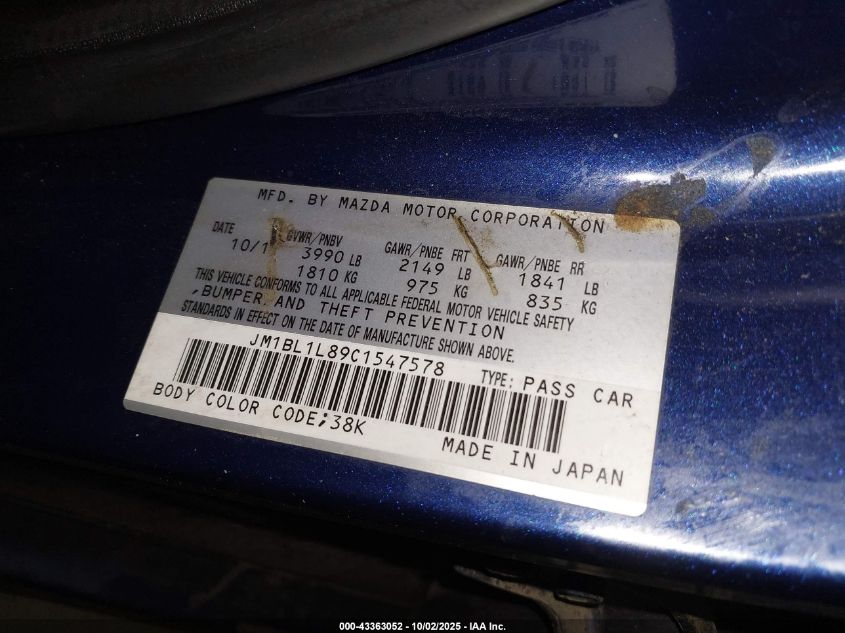 MFD. BY MAZDA MOTOR CORPORATION
DATE GVWR/PNBV GAWR/PNBE FRT GAWR/PNBE RR
10/1 3990 LB 2149 LB 1841 LB
1810 KG 975 KG 835 KG
THIS VEHICLE CONFORMS TO ALL APPLICABLE FEDERAL MOTOR VEHICLE SAFETY
,BUMPER AND THEFT PREVENTION
STANDARDS IN EFFECT ON THE DATE OF MANUFACTURE SHOWN ABOVE.
JM1BL1L89C1547578 TYPE: PASS CAR
BODY COLOR CODE;38K
MADE IN JAPAN
000-43363052 - 10/02/2025 - IAA Inc.